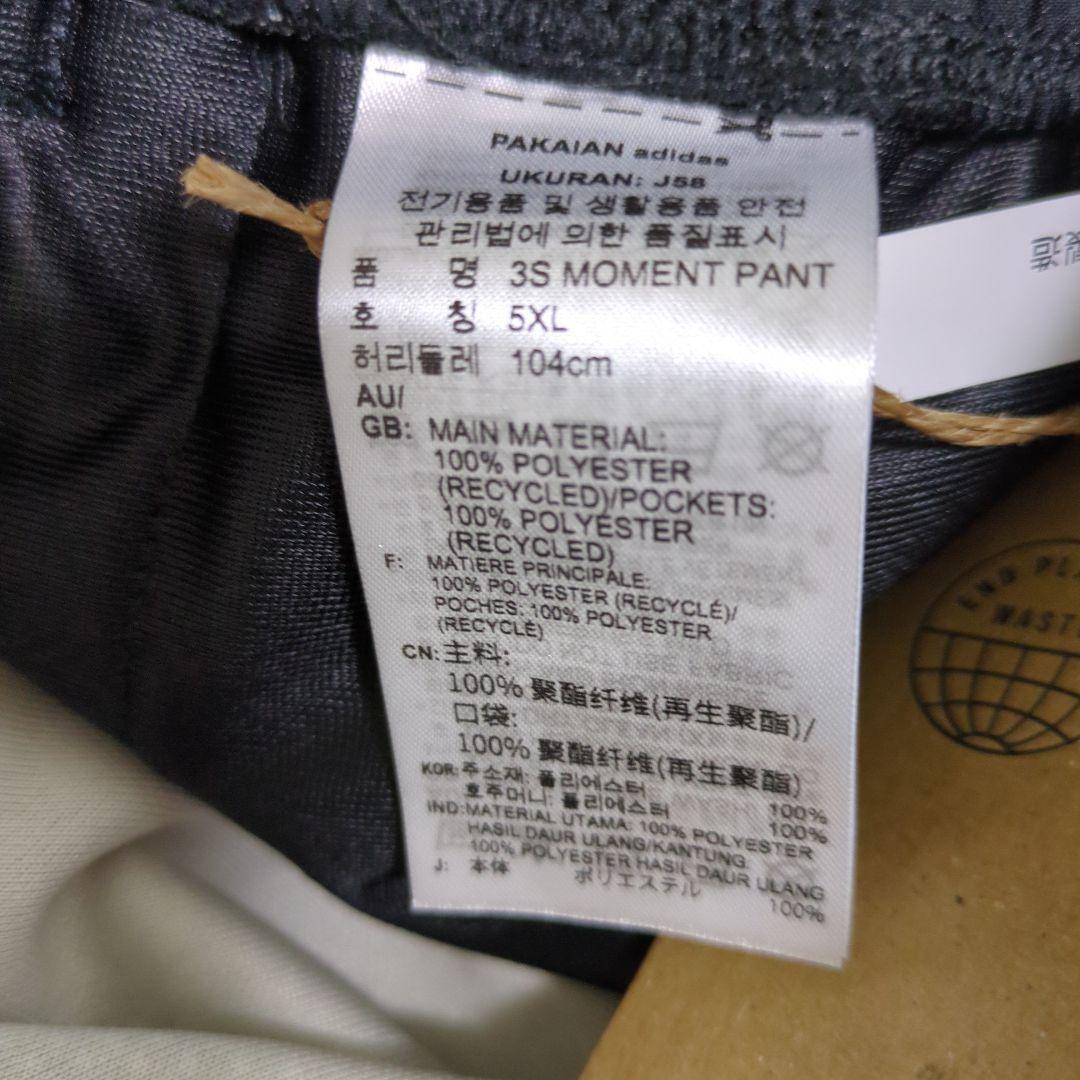 PAKAIAN adidas
UKURAN: J58
전기용품 및 생활용품 안전
관리법에 의한 품질표시
품 명 3S MOMENT PANT
호 칭 5XL
허리둘레 104cm
AU/
GB: MAIN MATERIAL:
100% POLYESTER
(RECYCLED)/POCKETS:
100% POLYESTER
(RECYCLED)
F: MATIERE PRINCIPALE:
100% POLYESTER (RECYCLÉ)/
POCHES: 100% POLYESTER
(RECYCLÉ)
CN: 主料:
100% 聚酯纤维(再生聚酯)/
口袋:
100% 聚酯纤维(再生聚酯)
KOR: 주소재: 폴리에스터 100%
호주머니: 폴리에스터 100%
IND: MATERIAL UTAMA: 100% POLYESTER
HASIL DAUR ULANG/KANTUNG:
100% POLYESTER HASIL DAUR ULANG
J: 本体 ポリエステル 100%
製造
END PLA
WAST